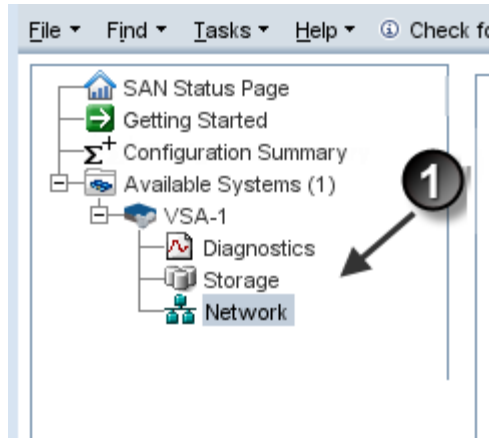 File Find Tasks Help Check fo
SAN Status Page
Getting Started
Σ+ Configuration Summary
Available Systems (1)
1
VSA-1
Diagnostics
Storage
Network